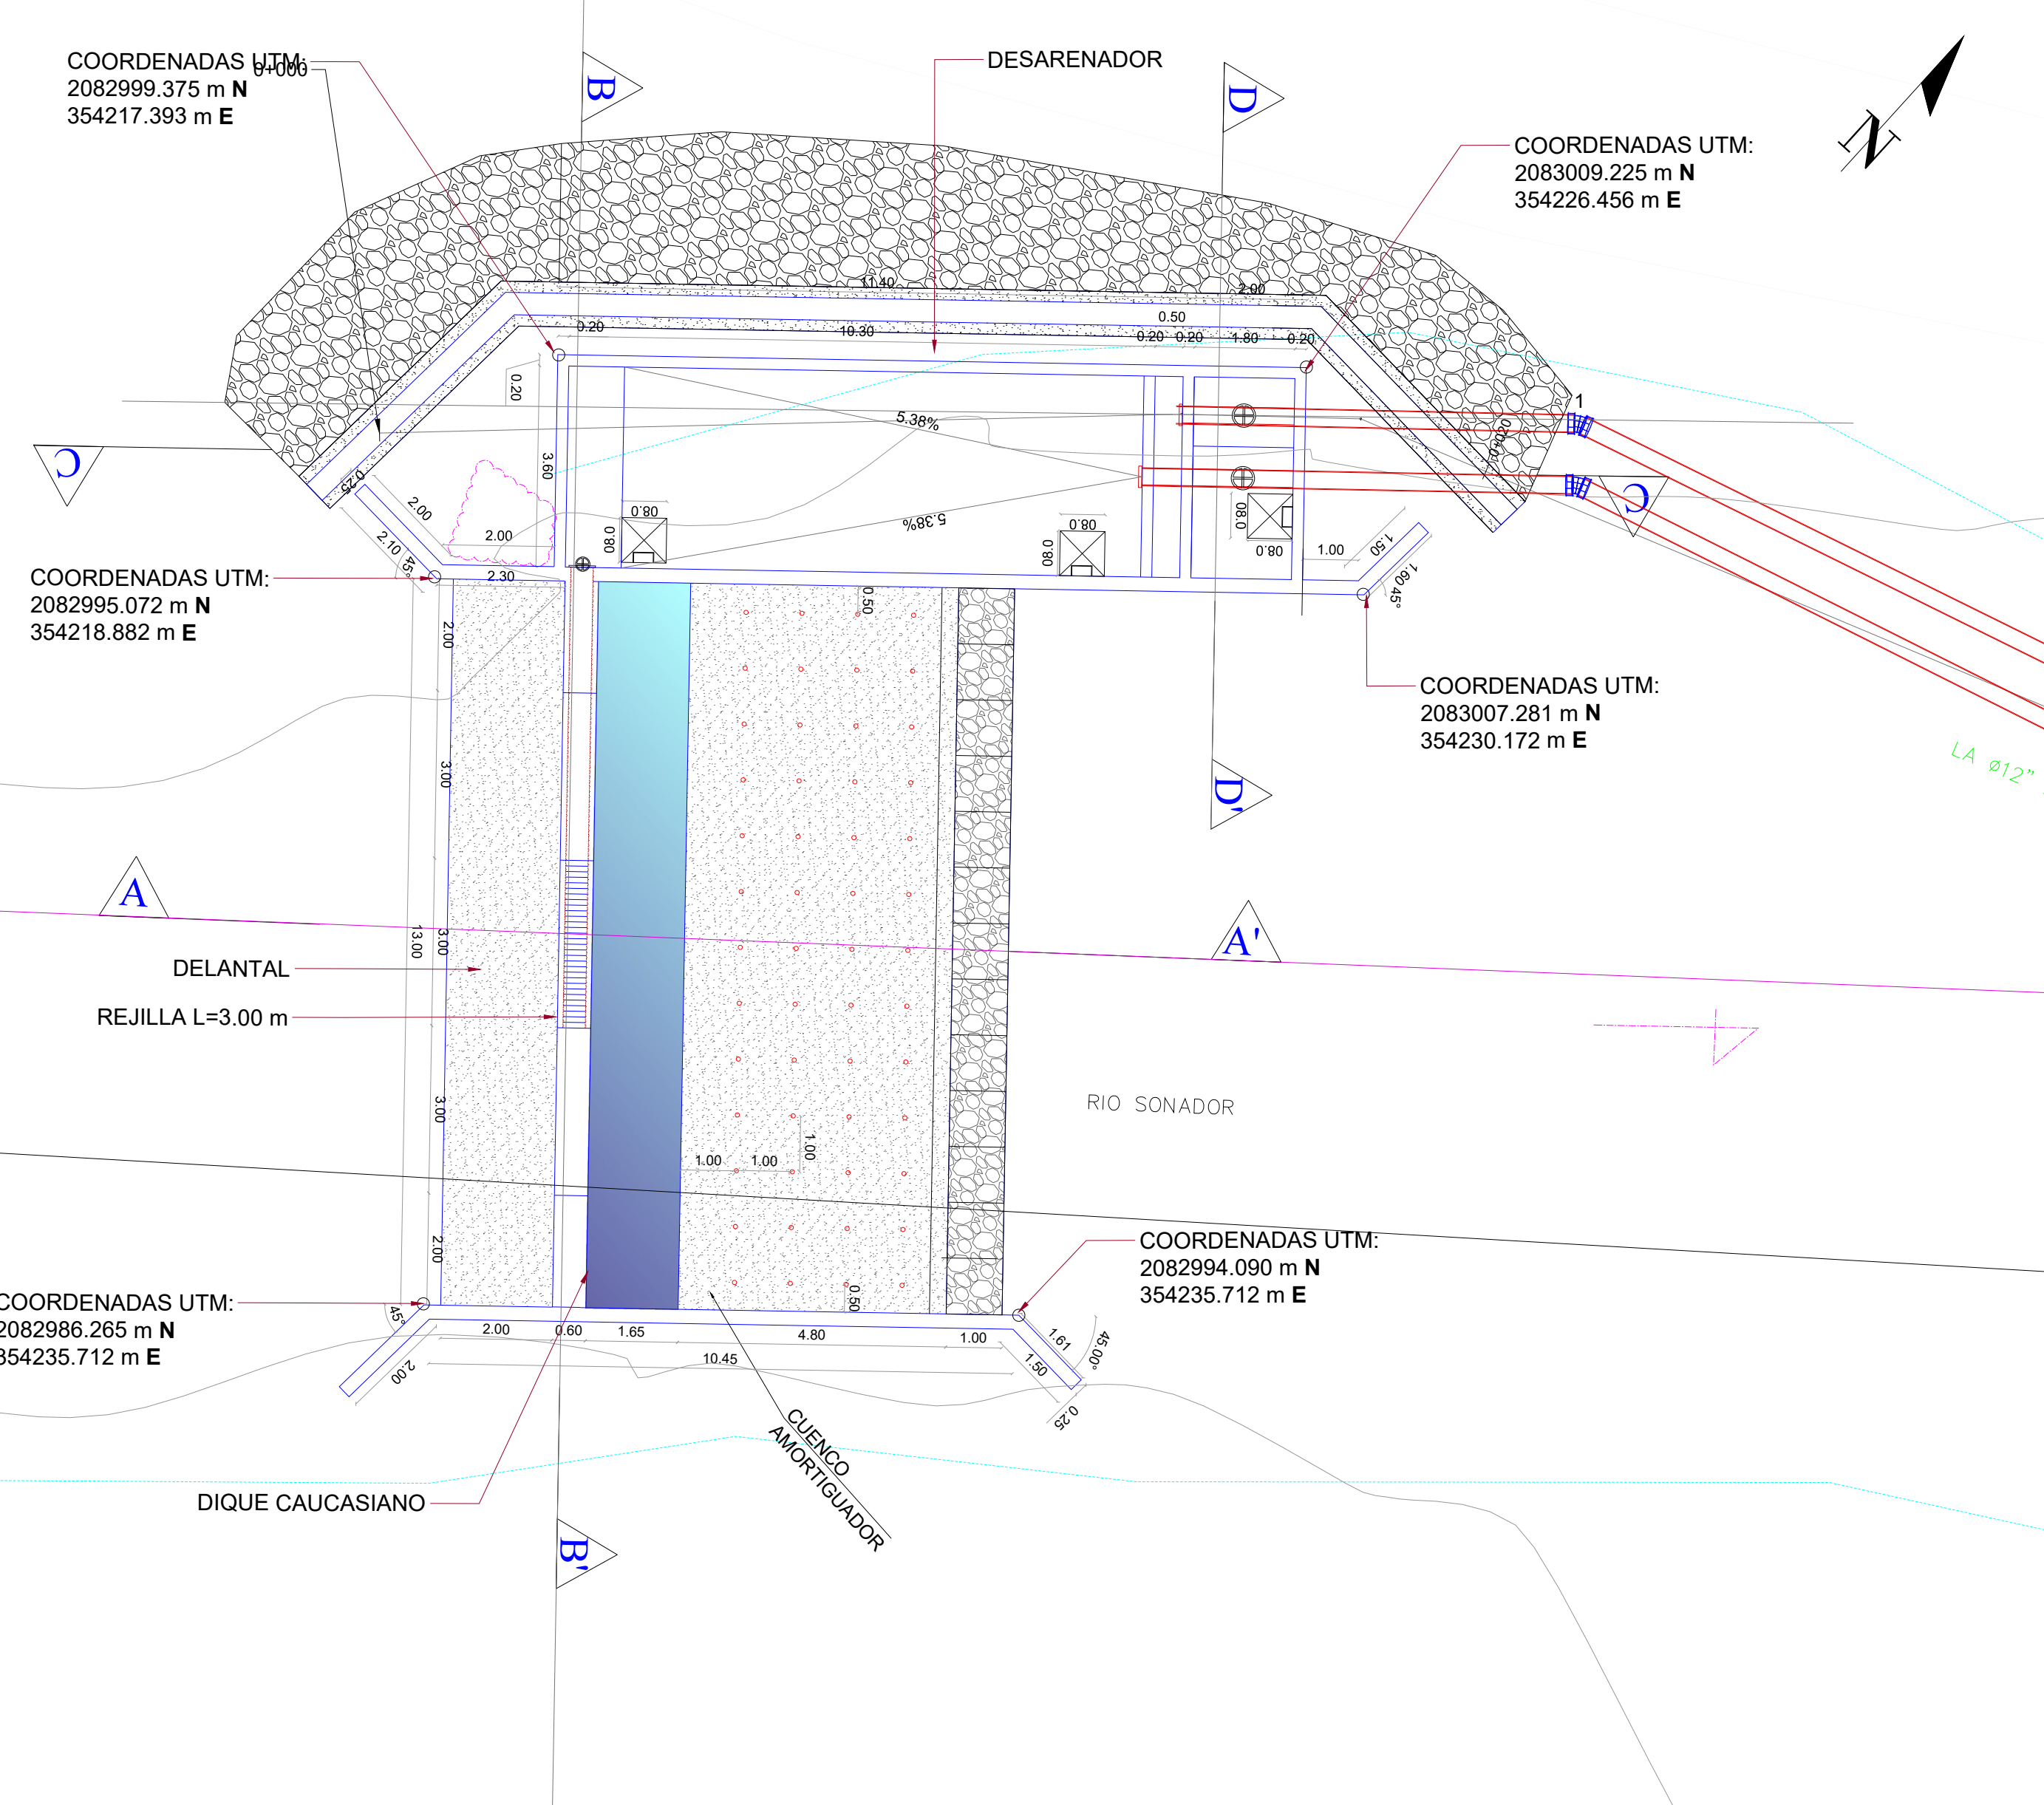 COORDENADAS UTM:
0+000
2082999.375 m N
354217.393 m E
B
DESARENADOR
D
N
COORDENADAS UTM:
2083009.225 m N
354226.456 m E
11.40
2.00
0.20
10.30
0.50
0.20
0.20
1.80
0.20
0.20
3.60
5.38%
5.38%
1
0+020
C
C
0.25
2.00
2.00
2.10
45°
2.30
0.80
0.80
0.80
0.80
0.80
0.80
1.00
1.50
1.60
45°
COORDENADAS UTM:
2082995.072 m N
354218.882 m E
0.50
2.00
3.00
COORDENADAS UTM:
2083007.281 m N
354230.172 m E
LA ø12"
D'
A
A'
13.00
3.00
DELANTAL
REJILLA L=3.00 m
RIO SONADOR
3.00
1.00
1.00
1.00
2.00
0.50
COORDENADAS UTM:
2082994.090 m N
354235.712 m E
COORDENADAS UTM:
2082986.265 m N
354235.712 m E
45°
2.00
0.60
1.65
4.80
1.00
10.45
2.00
1.61
45.00°
1.50
0.25
CUENCO
AMORTIGUADOR
DIQUE CAUCASIANO
B'